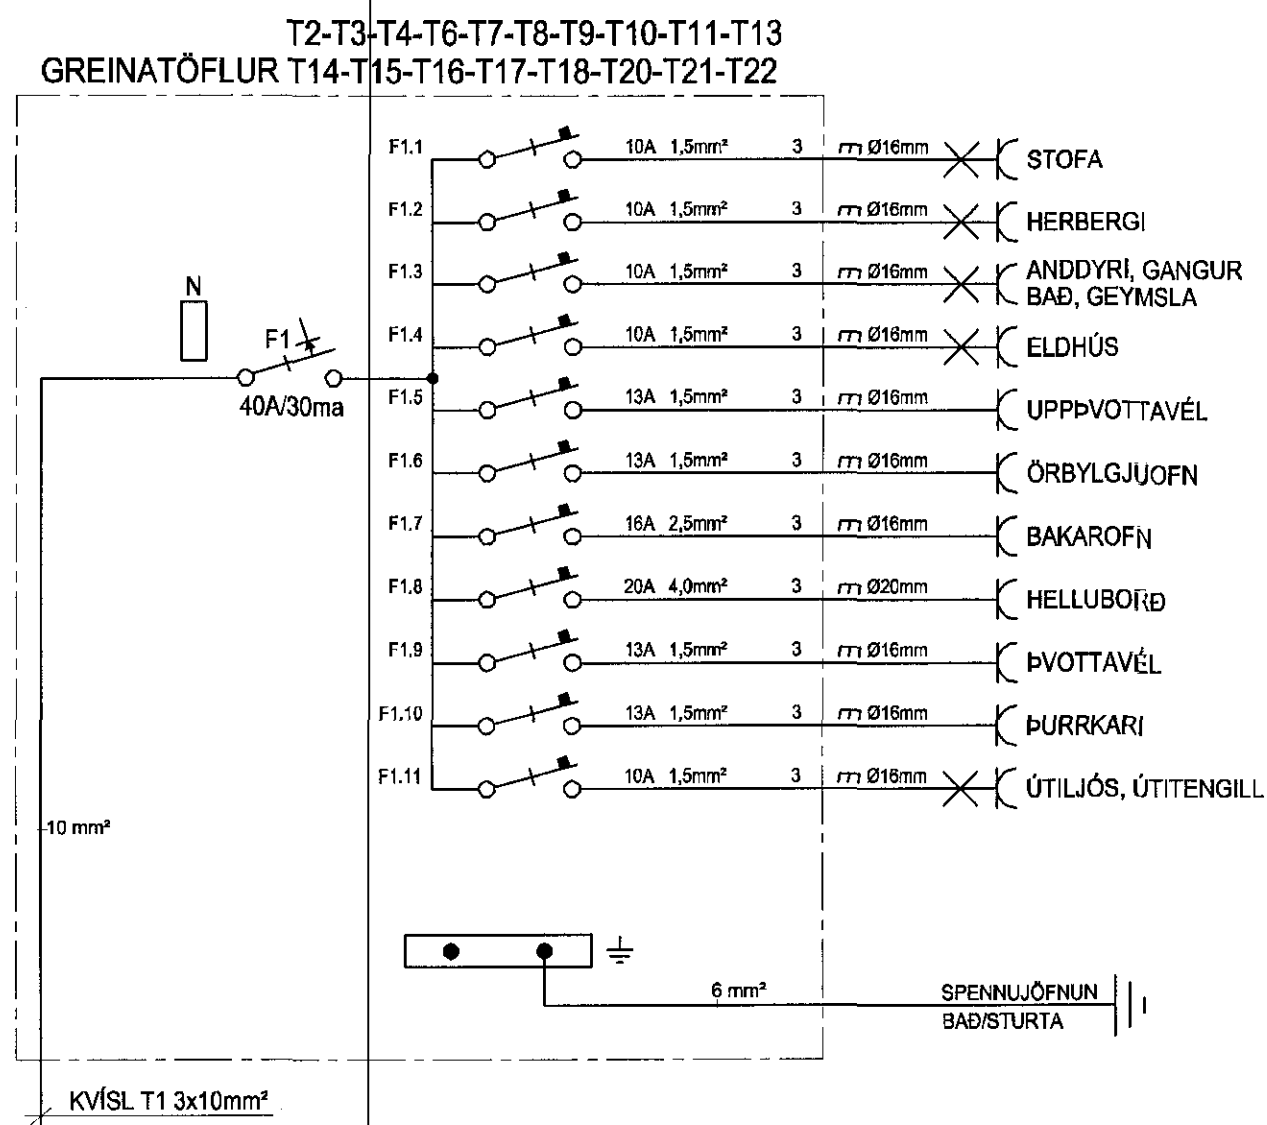 T2-T3-T4-T6-T7-T8-T9-T10-T11-T13
GREINATÖFLUR T14-T15-T16-T17-T18-T20-T21-T22
F1.1 10A 1,5mm² 3 Ø16mm STOFA
F1.2 10A 1,5mm² 3 Ø16mm HERBERGI
F1.3 10A 1,5mm² 3 Ø16mm ANDDYRI, GANGUR
BAÐ, GEYMSLA
N
F1.4 10A 1,5mm² 3 Ø16mm ELDHÚS
F1
40A/30ma
F1.5 13A 1,5mm² 3 Ø16mm UPPÞVOTTAVÉL
F1.6 13A 1,5mm² 3 Ø16mm ÖRBYLGJUOFN
F1.7 16A 2,5mm² 3 Ø16mm BAKAROFN
F1.8 20A 4,0mm² 3 Ø20mm HELLUBORÐ
F1.9 13A 1,5mm² 3 Ø16mm ÞVOTTAVÉL
F1.10 13A 1,5mm² 3 Ø16mm ÞURRKARI
F1.11 10A 1,5mm² 3 Ø16mm ÚTILJÓS, ÚTITENGILL
10 mm²
6 mm² SPENNUJÖFNUN
BAÐ/STURTA
KVÍSL T1 3x10mm²